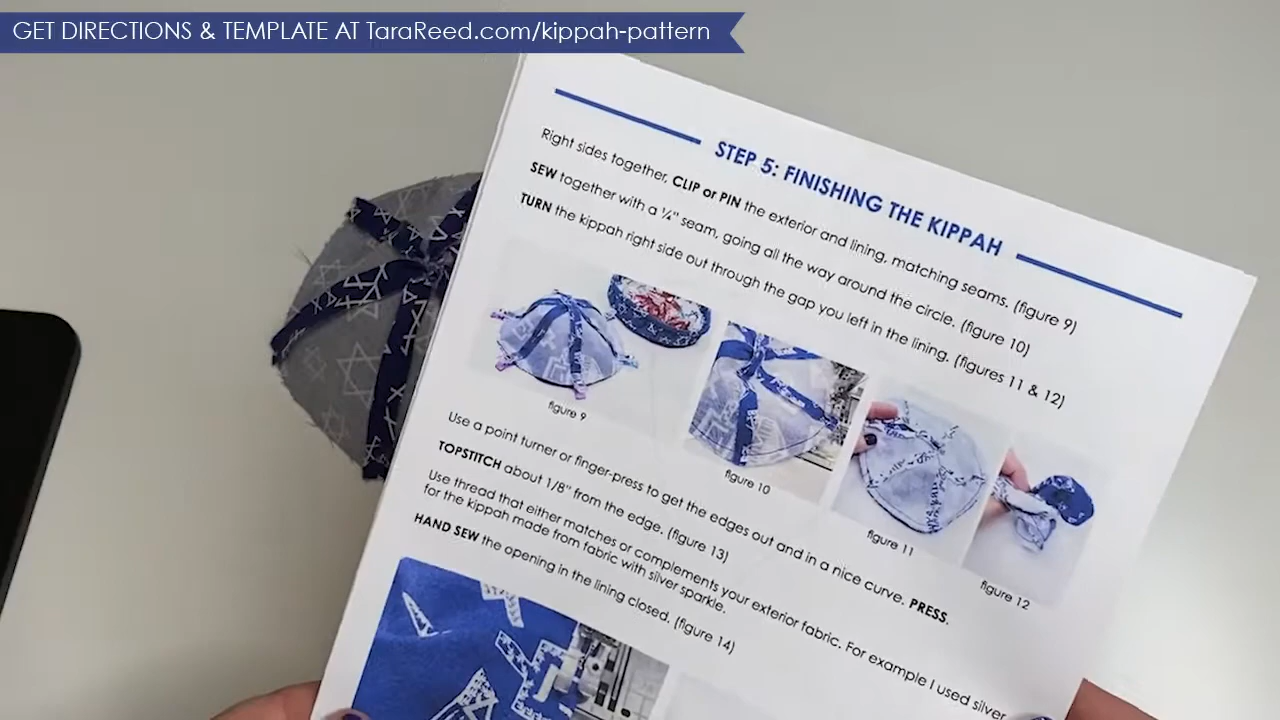 GET DIRECTIONS & TEMPLATE AT TaraReed.com/kippah-pattern
STEP 5: FINISHING THE KIPPAH
Right sides together, CLIP or PIN the exterior and lining, matching seams. (figure 9)
SEW together with a ¼" seam, going all the way around the circle. (figure 10)
TURN the kippah right side out through the gap you left in the lining. (figures 11 & 12)
figure 9
figure 10
figure 11
figure 12
Use a point turner or finger-press to get the edges out and in a nice curve. PRESS.
TOPSTITCH about 1/8" from the edge. (figure 13)
Use thread that either matches or complements your exterior fabric. For example I used silver
for the kippah made from fabric with silver sparkle.
HAND SEW the opening in the lining closed. (figure 14)